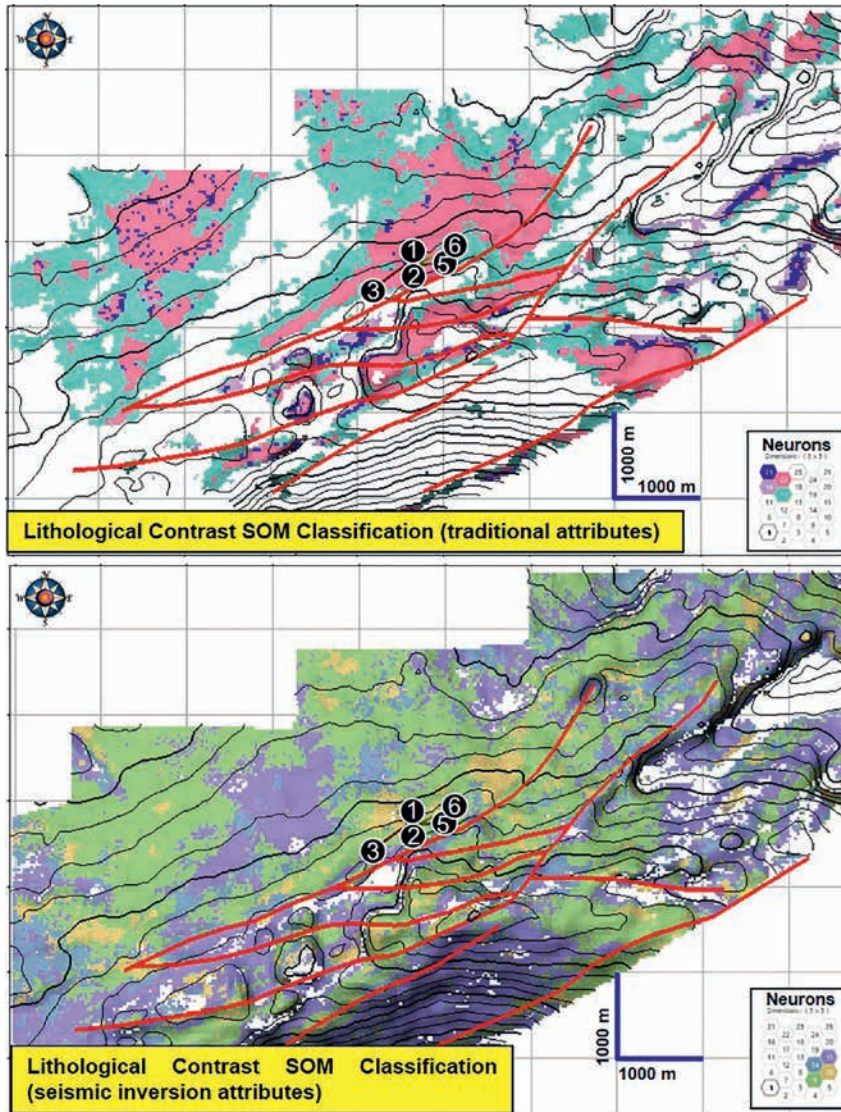 N
W
E
S
1
6
2
5
3
1000 m
1000 m
Neurons
Lithological Contrast SOM Classification (traditional attributes)
N
W
E
S
1
6
2
5
3
1000 m
1000 m
Neurons
Lithological Contrast SOM Classification
(seismic inversion attributes)